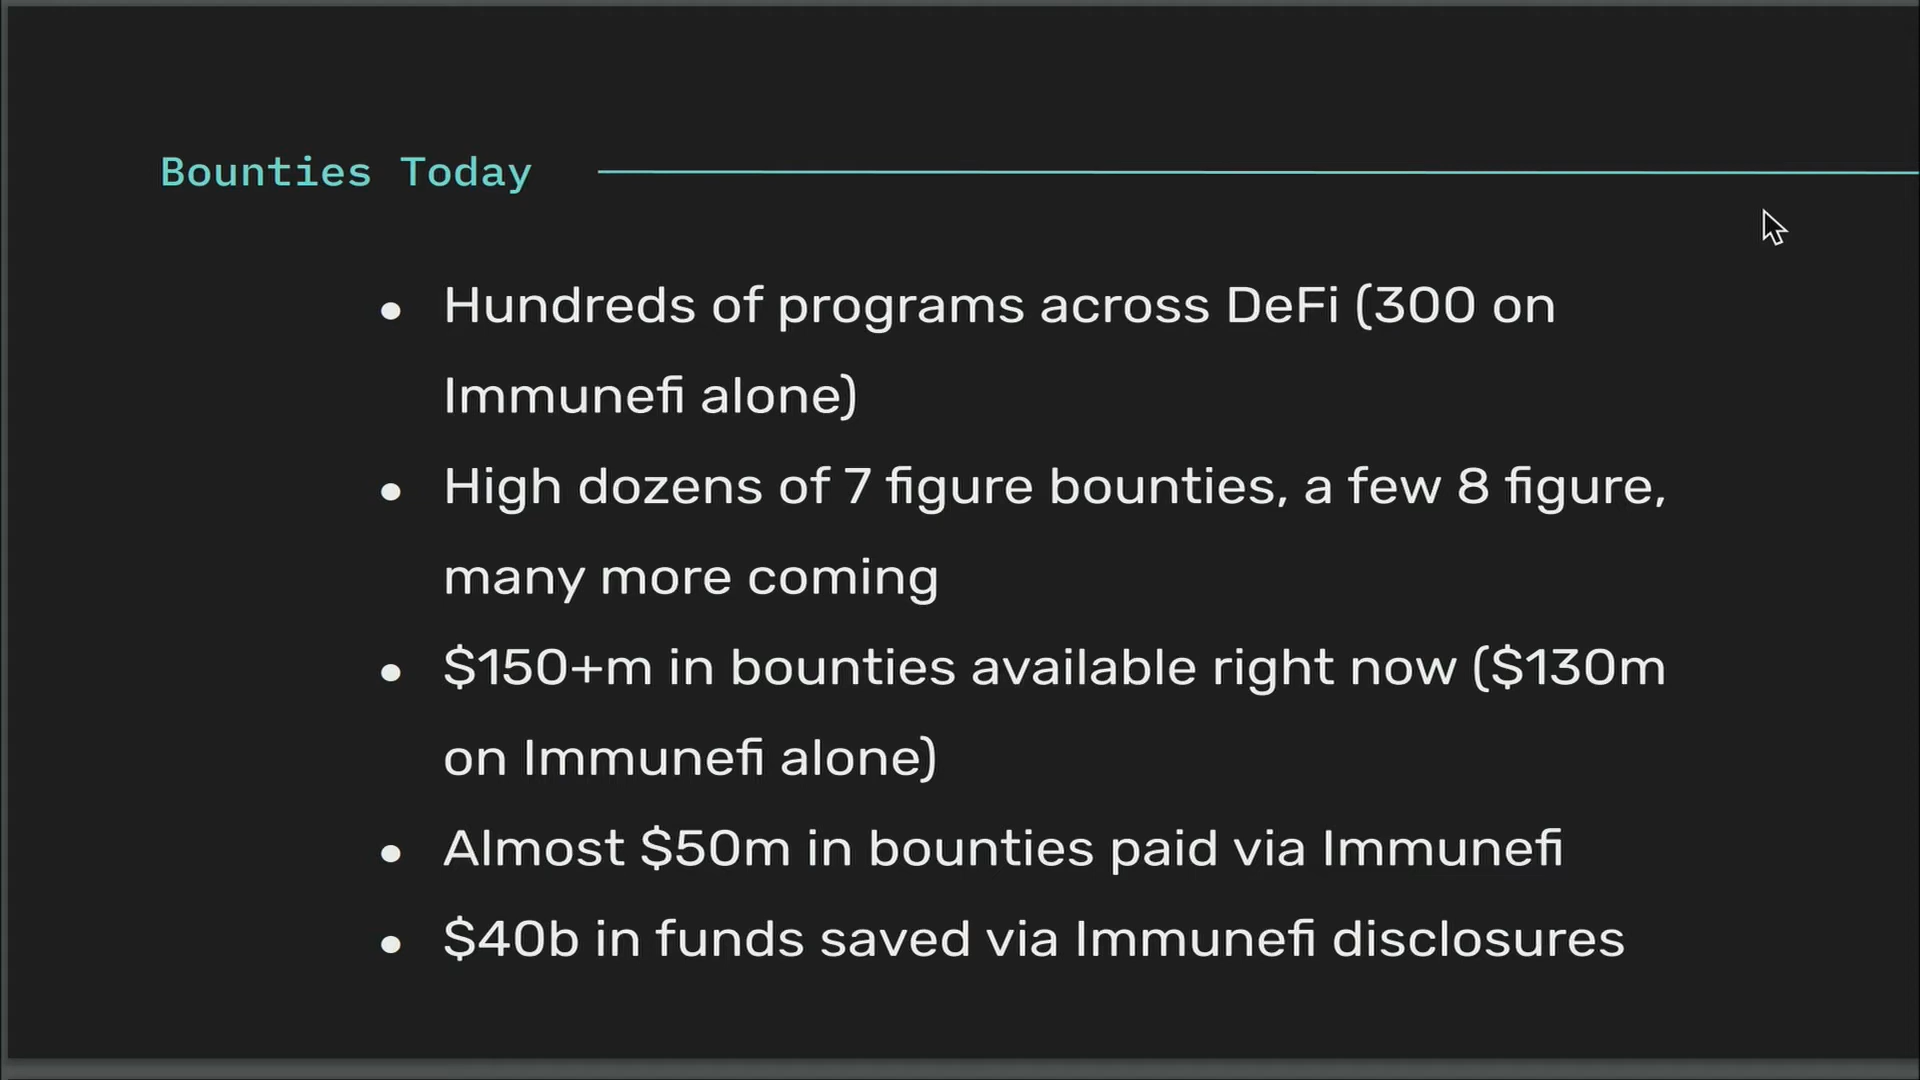 Bounties Today
• Hundreds of programs across DeFi (300 on
Immunefi alone)
• High dozens of 7 figure bounties, a few 8 figure,
many more coming
• $150+m in bounties available right now ($130m
on Immunefi alone)
• Almost $50m in bounties paid via Immunefi
• $40b in funds saved via Immunefi disclosures